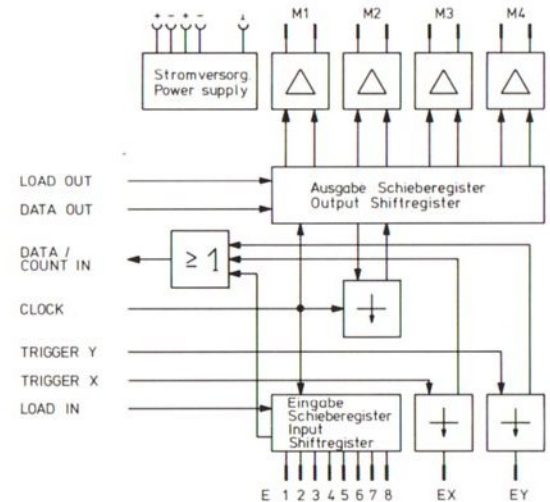 M1 M2 M3 M4
+ - + - ⊥
Stromversorg.
Power supply
LOAD OUT
DATA OUT
Ausgabe Schieberegister
Output Shiftregister
DATA /
COUNT IN
≥ 1
CLOCK
TRIGGER Y
TRIGGER X
LOAD IN
Eingabe
Schieberegister
Input
Shiftregister
E 1 2 3 4 5 6 7 8 EX EY